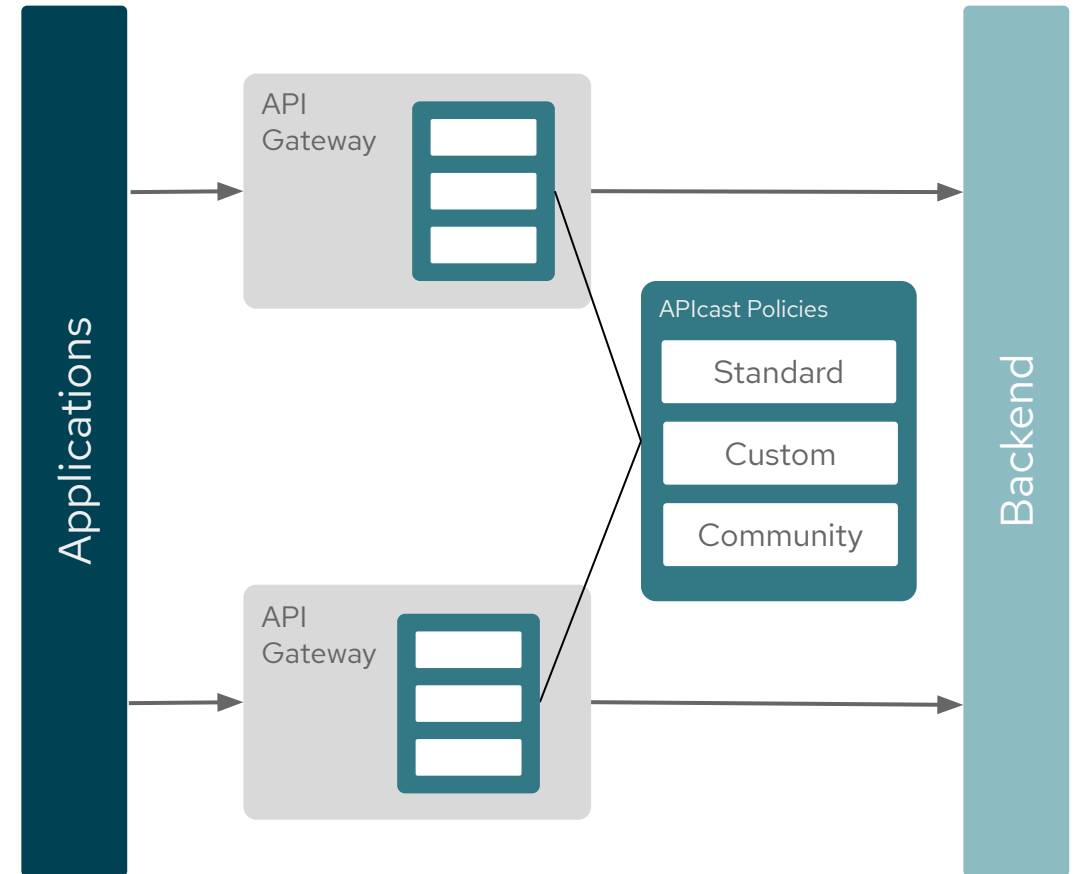 Applications
API
Gateway
APIcast Policies
Standard
Custom
Community
API
Gateway
Backend